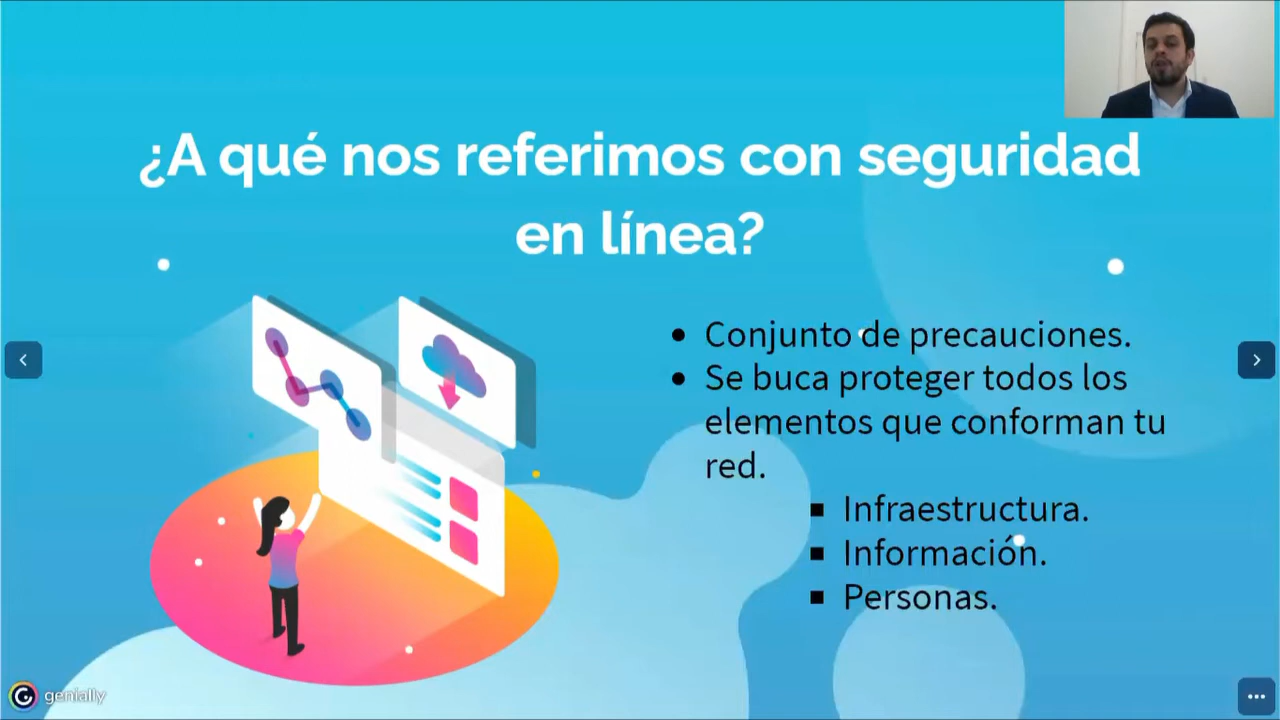 ¿A qué nos referimos con seguridad
en línea?
• Conjunto de precauciones.
• Se buca proteger todos los
elementos que conforman tu
red.
▪ Infraestructura.
▪ Información.
▪ Personas.
genially